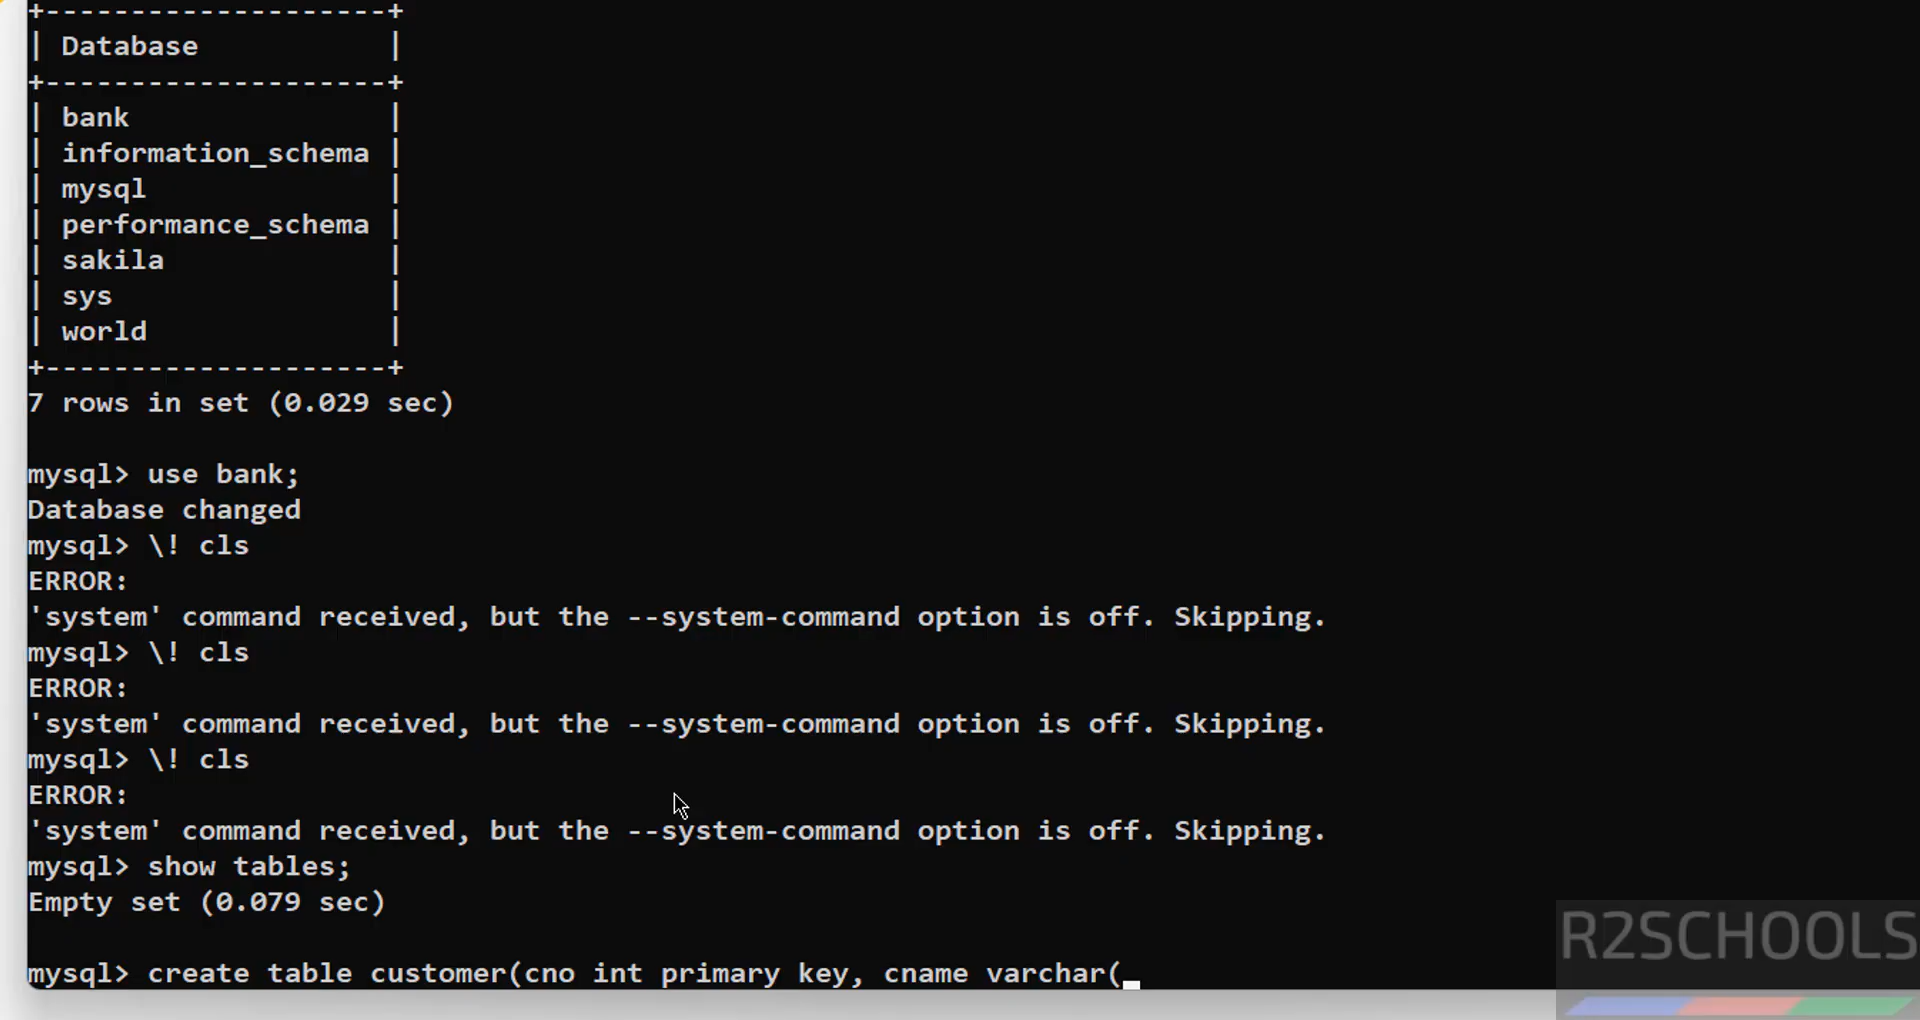 +--------------------+
| Database           |
+--------------------+
| bank               |
| information_schema |
| mysql              |
| performance_schema |
| sakila             |
| sys                |
| world              |
+--------------------+
7 rows in set (0.029 sec)
mysql> use bank;
Database changed
mysql> \! cls
ERROR:
'system' command received, but the --system-command option is off. Skipping.
mysql> \! cls
ERROR:
'system' command received, but the --system-command option is off. Skipping.
mysql> \! cls
ERROR:
'system' command received, but the --system-command option is off. Skipping.
mysql> show tables;
Empty set (0.079 sec)
mysql> create table customer(cno int primary key, cname varchar(
R2SCHOOLS